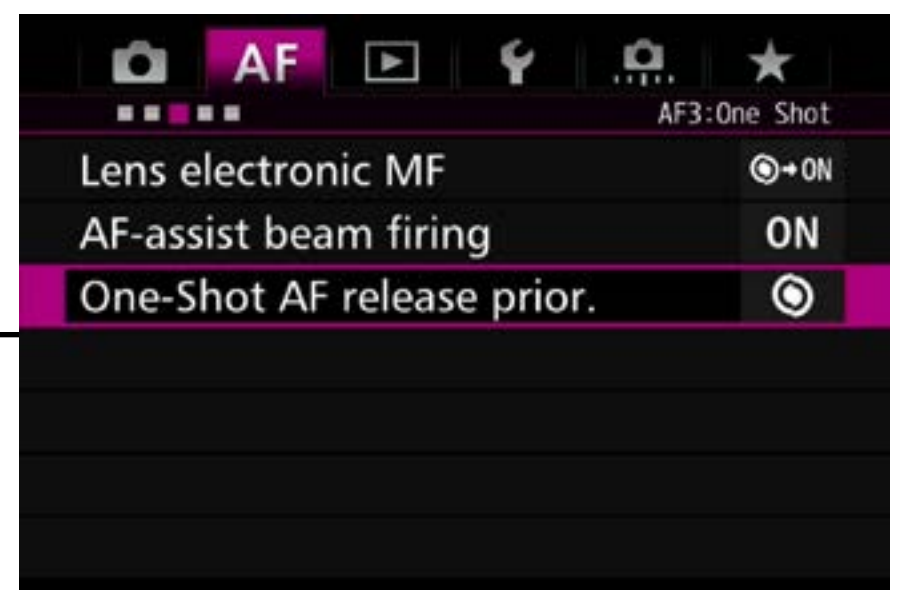 AF
AF3:One Shot
Lens electronic MF ➔ON
AF-assist beam firing ON
One-Shot AF release prior.